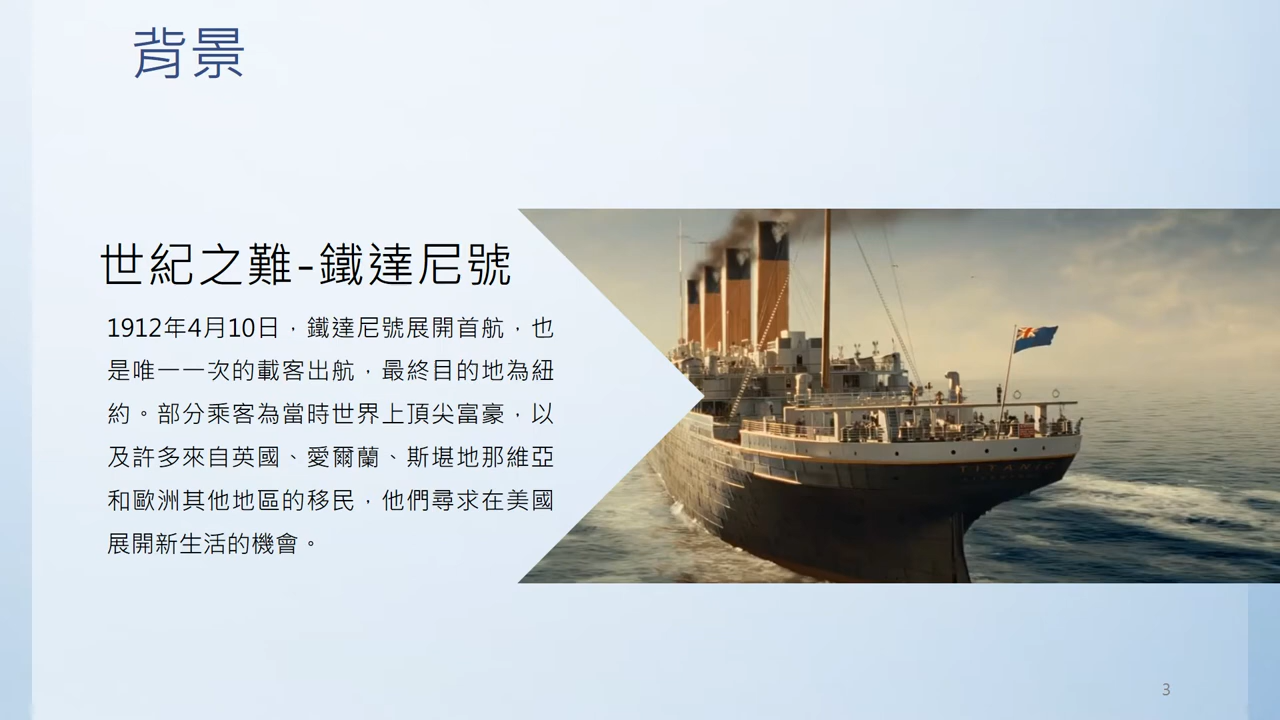 背景
世紀之難-鐵達尼號
1912年4月10日，鐵達尼號展開首航，也
是唯一一次的載客出航，最終目的地為紐
約。部分乘客為當時世界上頂尖富豪，以
及許多來自英國、愛爾蘭、斯堪地那維亞
和歐洲其他地區的移民，他們尋求在美國
展開新生活的機會。
TITANIC
3